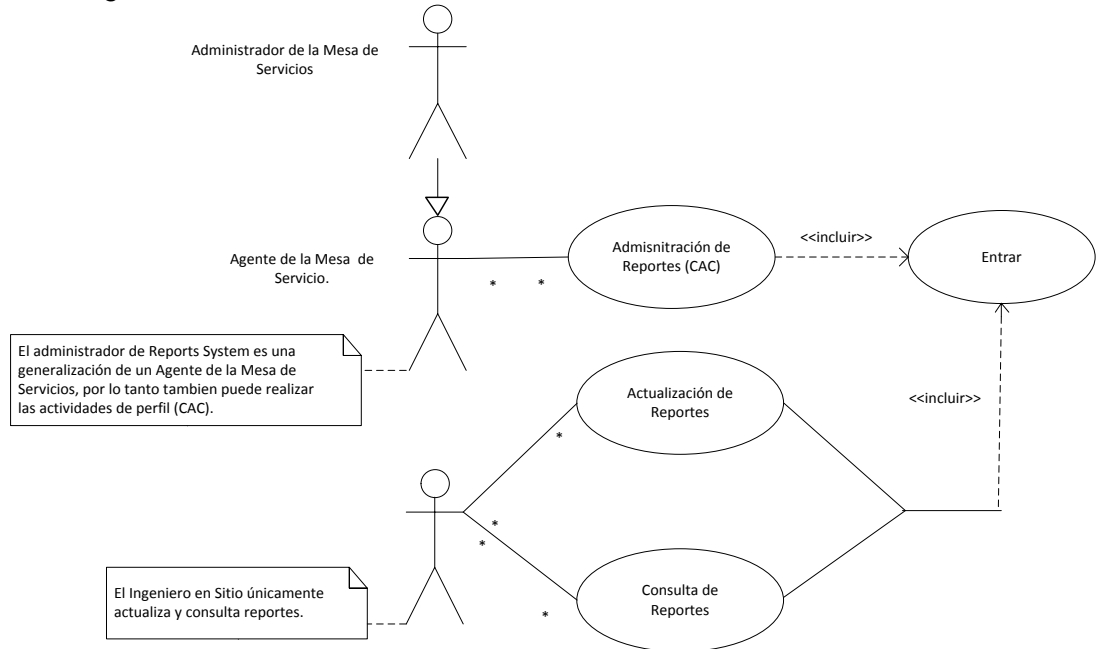 Administrador de la Mesa de
Servicios
Agente de la Mesa de
Servicio.
Admisnitración de
Reportes (CAC)
<<incluir>>
Entrar
* *
El administrador de Reports System es una
generalización de un Agente de la Mesa de
Servicios, por lo tanto tambien puede realizar
las actividades de perfil (CAC).
Actualización de
Reportes
<<incluir>>
*
*
*
El Ingeniero en Sitio únicamente
actualiza y consulta reportes.
Consulta de
Reportes
*